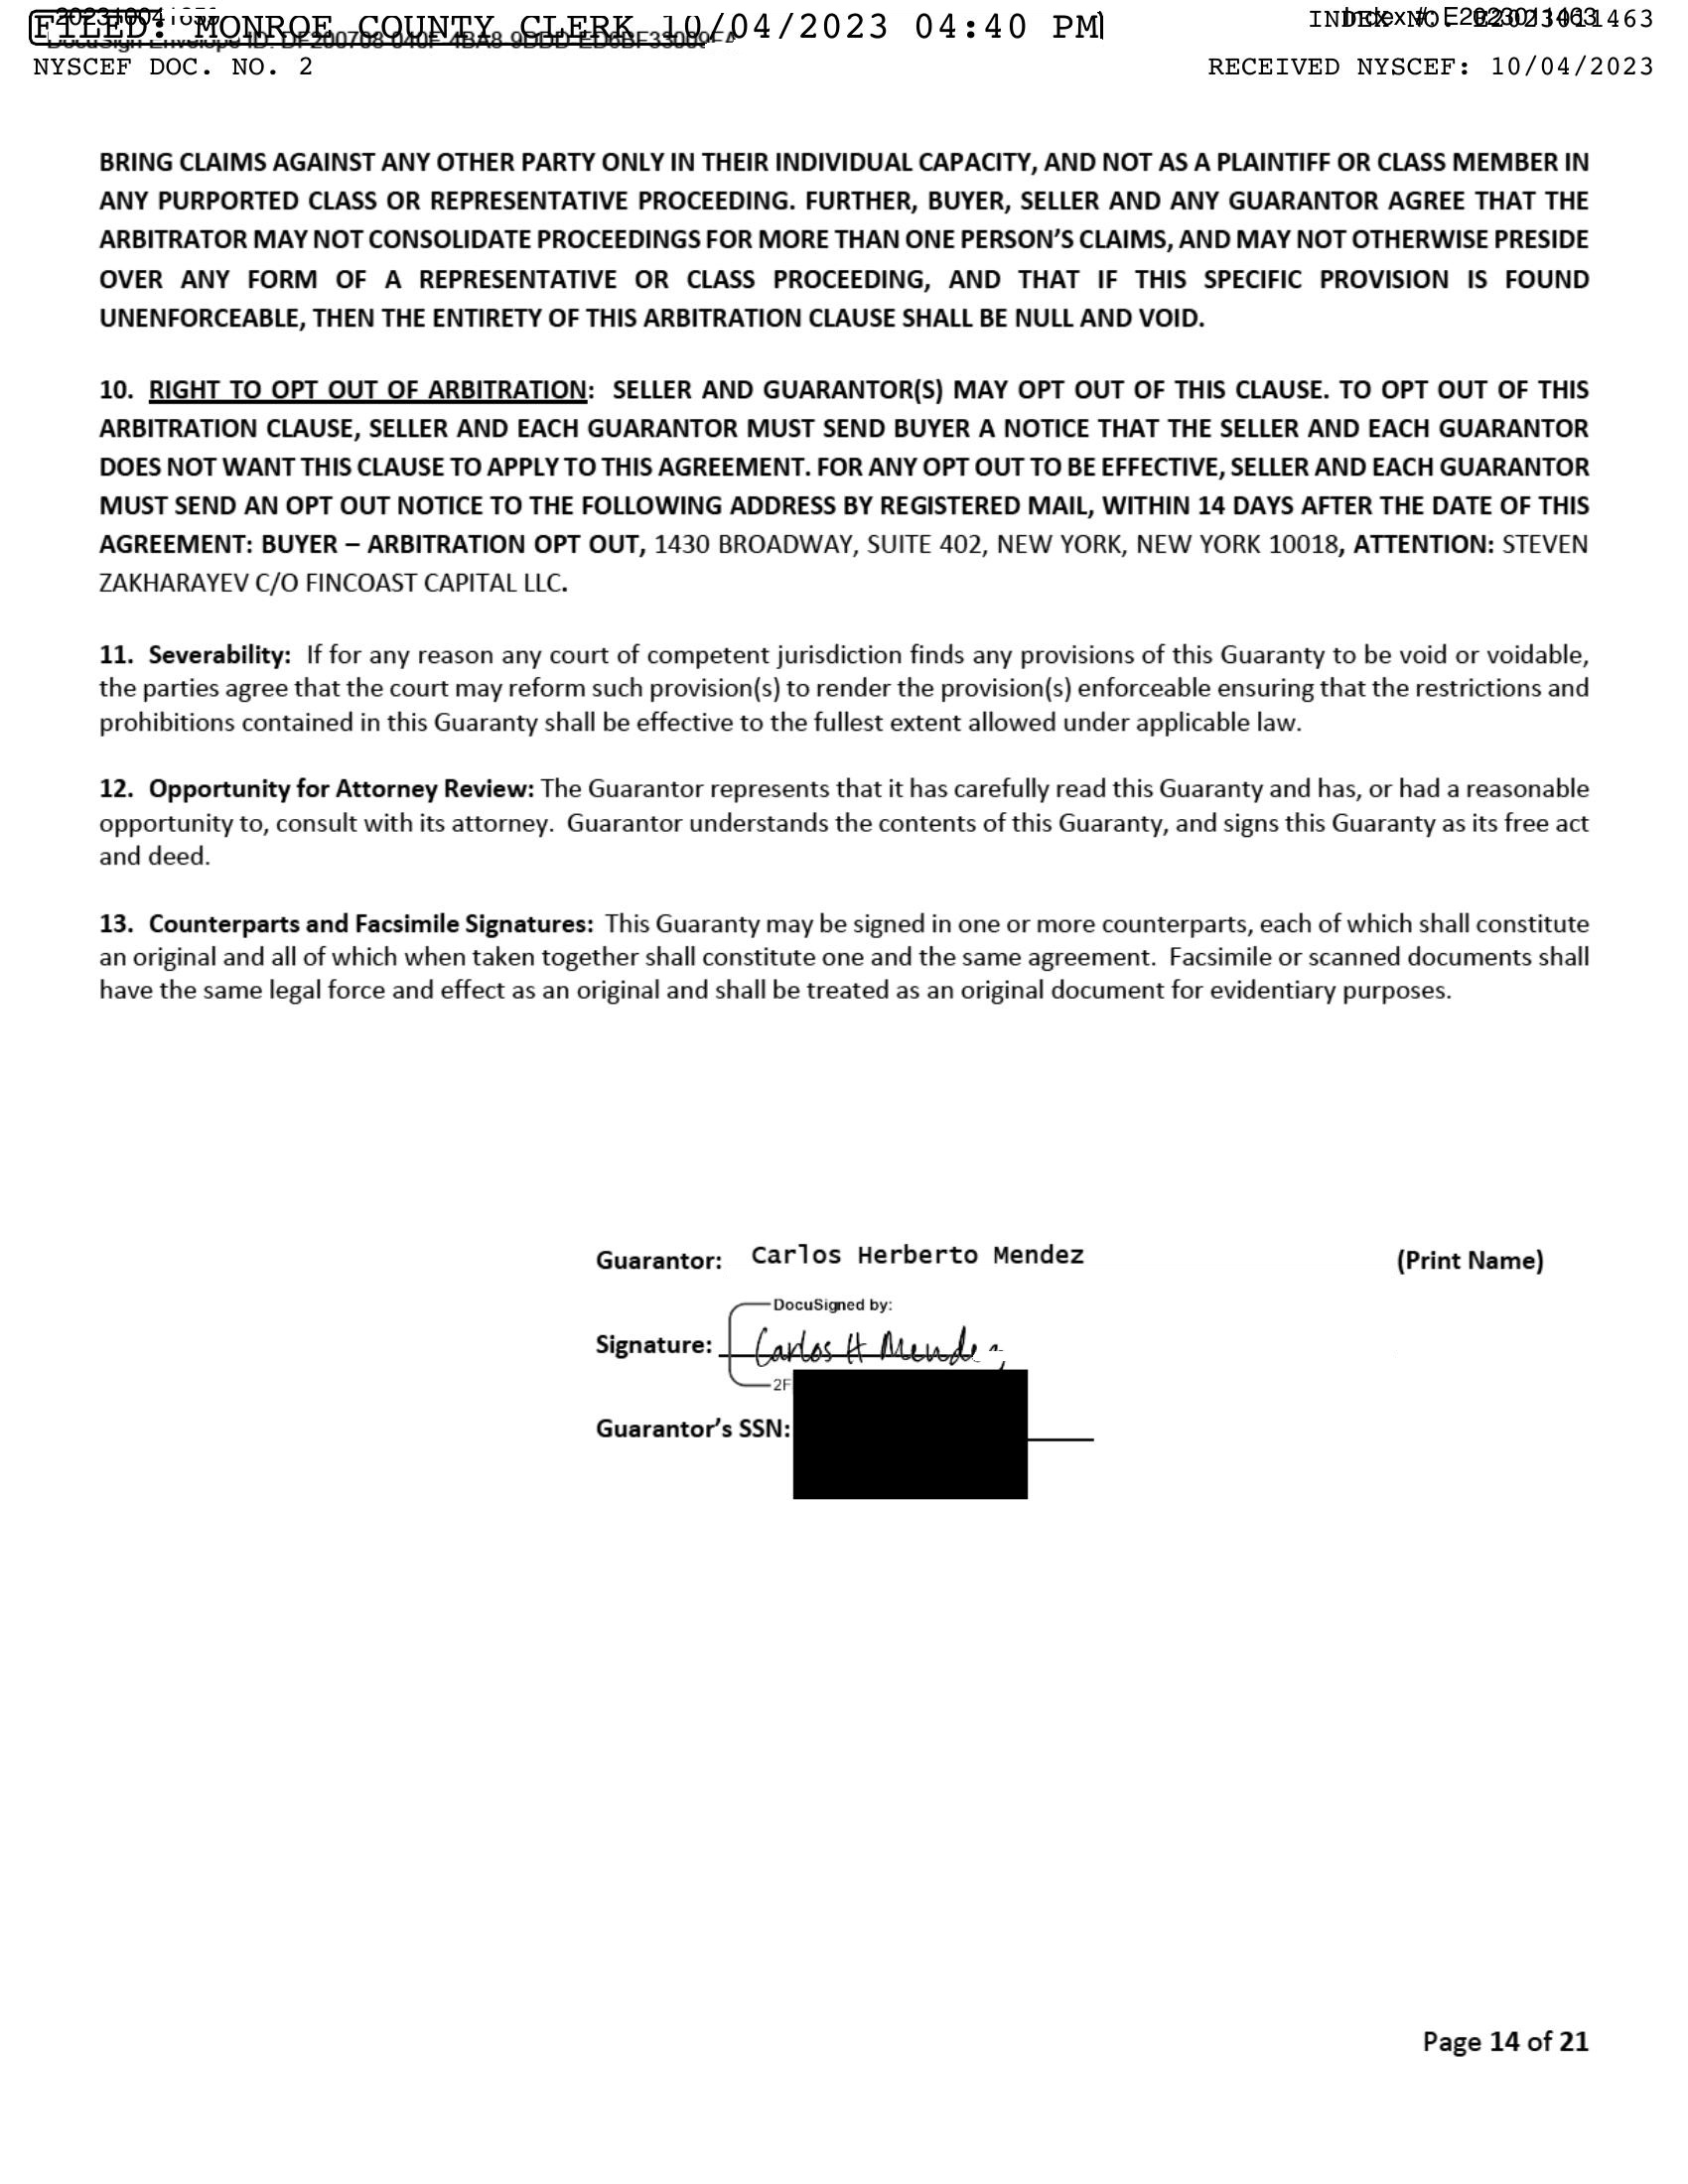 FILED: MONROE COUNTY CLERK 10/04/2023 04:40 PM
NYSCEF DOC. NO. 2
RECEIVED NYSCEF: 10/04/2023
BRING CLAIMS AGAINST ANY OTHER PARTY ONLY IN THEIR INDIVIDUAL CAPACITY, AND NOT AS A PLAINTIFF OR CLASS MEMBER IN
ANY PURPORTED CLASS OR REPRESENTATIVE PROCEEDING. FURTHER, BUYER, SELLER AND ANY GUARANTOR AGREE THAT THE
ARBITRATOR MAY NOT CONSOLIDATE PROCEEDINGS FOR MORE THAN ONE PERSON’S CLAIMS, AND MAY NOT OTHERWISE PRESIDE
OVER ANY FORM OF A REPRESENTATIVE OR CLASS PROCEEDING, AND THAT IF THIS SPECIFIC PROVISION IS FOUND
UNENFORCEABLE, THEN THE ENTIRETY OF THIS ARBITRATION CLAUSE SHALL BE NULL AND VOID.
10. RIGHT TO OPT OUT OF ARBITRATION: SELLER AND GUARANTOR(S) MAY OPT OUT OF THIS CLAUSE. TO OPT OUT OF THIS
ARBITRATION CLAUSE, SELLER AND EACH GUARANTOR MUST SEND BUYER A NOTICE THAT THE SELLER AND EACH GUARANTOR
DOES NOT WANT THIS CLAUSE TO APPLY TO THIS AGREEMENT. FOR ANY OPT OUT TO BE EFFECTIVE, SELLER AND EACH GUARANTOR
MUST SEND AN OPT OUT NOTICE TO THE FOLLOWING ADDRESS BY REGISTERED MAIL, WITHIN 14 DAYS AFTER THE DATE OF THIS
AGREEMENT: BUYER – ARBITRATION OPT OUT, 1430 BROADWAY, SUITE 402, NEW YORK, NEW YORK 10018, ATTENTION: STEVEN
ZAKHARAYEV C/O FINCOAST CAPITAL LLC.
11. Severability: If for any reason any court of competent jurisdiction finds any provisions of this Guaranty to be void or voidable,
the parties agree that the court may reform such provision(s) to render the provision(s) enforceable ensuring that the restrictions and
prohibitions contained in this Guaranty shall be effective to the fullest extent allowed under applicable law.
12. Opportunity for Attorney Review: The Guarantor represents that it has carefully read this Guaranty and has, or had a reasonable
opportunity to, consult with its attorney. Guarantor understands the contents of this Guaranty, and signs this Guaranty as its free act
and deed.
13. Counterparts and Facsimile Signatures: This Guaranty may be signed in one or more counterparts, each of which shall constitute
an original and all of which when taken together shall constitute one and the same agreement. Facsimile or scanned documents shall
have the same legal force and effect as an original and shall be treated as an original document for evidentiary purposes.
Guarantor: Carlos Herberto Mendez (Print Name)
DocuSigned by:
Signature: Carlos H Mendez
2F
Guarantor’s SSN:
Page 14 of 21